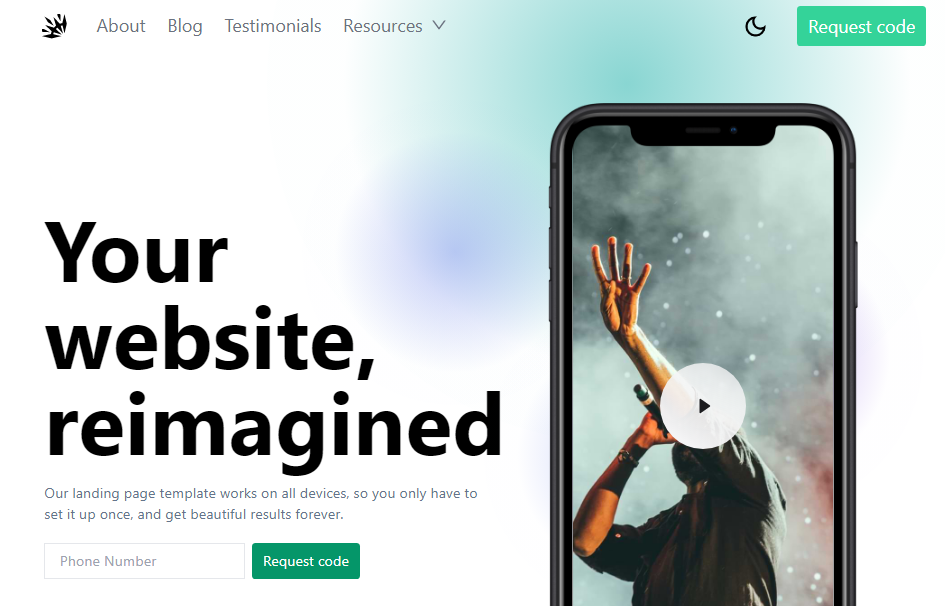 About Blog Testimonials Resources Request code
Your
website,
reimagined
Our landing page template works on all devices, so you only have to
set it up once, and get beautiful results forever.
Phone Number Request code